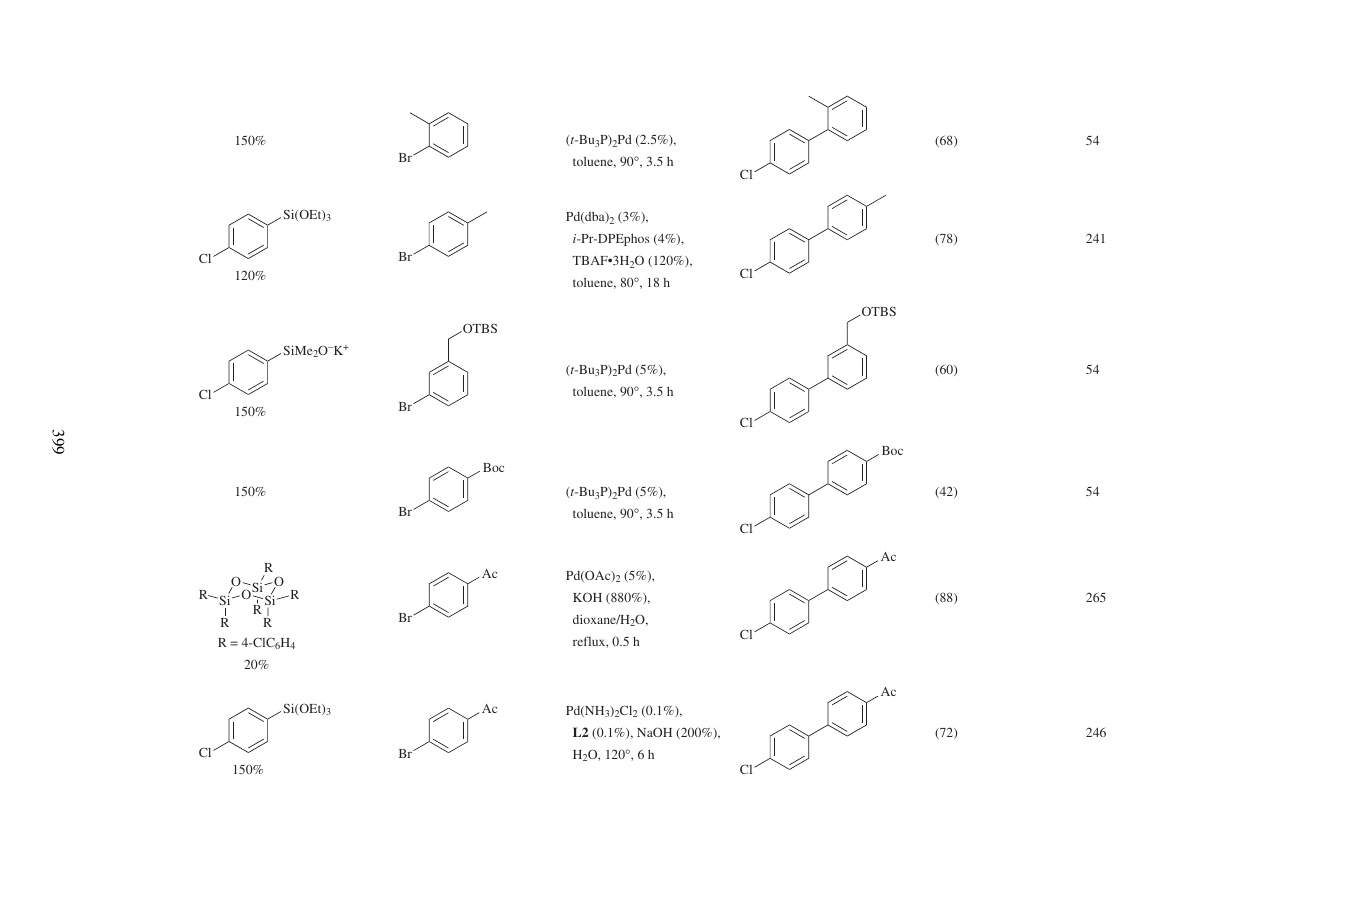 150%
Br
(t-Bu3P)2Pd (2.5%),
toluene, 90°, 3.5 h
Cl
(68)
54
Si(OEt)3
Cl
120%
Br
Pd(dba)2 (3%),
i-Pr-DPEphos (4%),
TBAF•3H2O (120%),
toluene, 80°, 18 h
Cl
(78)
241
SiMe2O–K+
Cl
150%
OTBS
Br
(t-Bu3P)2Pd (5%),
toluene, 90°, 3.5 h
OTBS
Cl
(60)
54
399
150%
Boc
Br
(t-Bu3P)2Pd (5%),
toluene, 90°, 3.5 h
Boc
Cl
(42)
54
R
O Si O
R Si O Si R
R
R R
R = 4-ClC6H4
20%
Ac
Br
Pd(OAc)2 (5%),
KOH (880%),
dioxane/H2O,
reflux, 0.5 h
Ac
Cl
(88)
265
Si(OEt)3
Cl
150%
Ac
Br
Pd(NH3)2Cl2 (0.1%),
L2 (0.1%), NaOH (200%),
H2O, 120°, 6 h
Ac
Cl
(72)
246